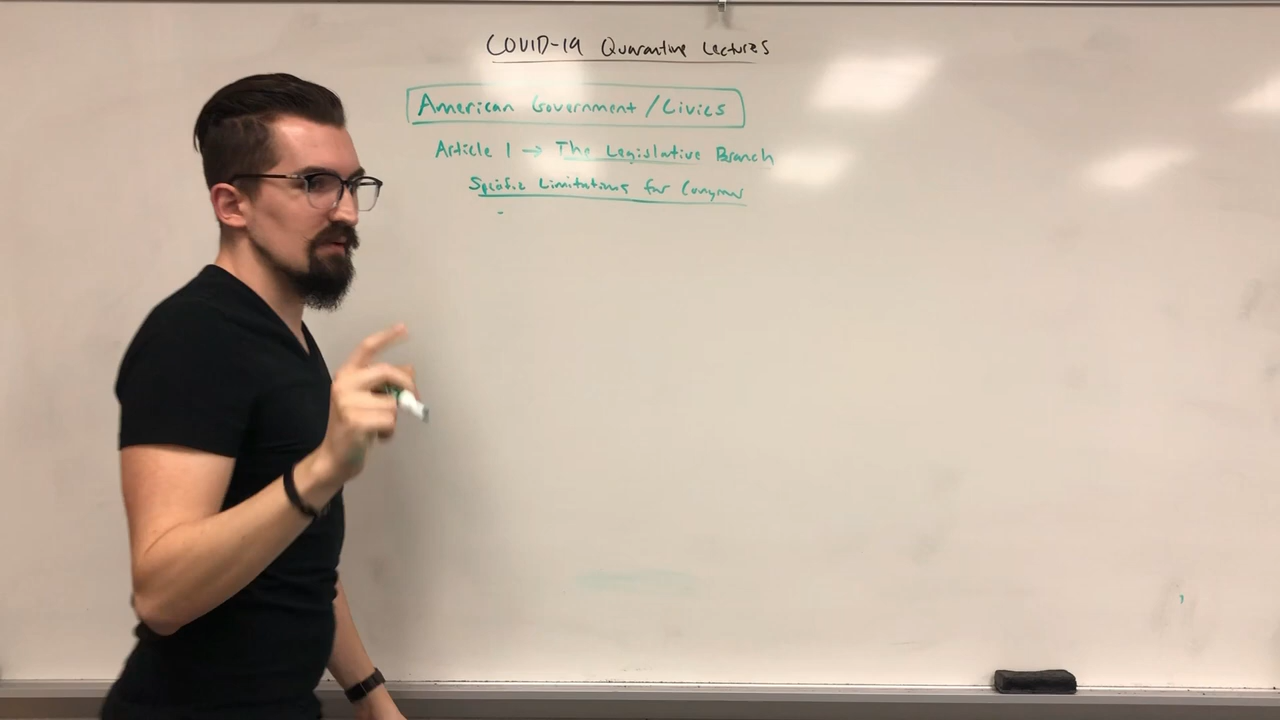 COVID-19 Quarantine Lectures
American Government/Civics
Article 1 → The Legislative Branch
Specific Limitations for Congress
-